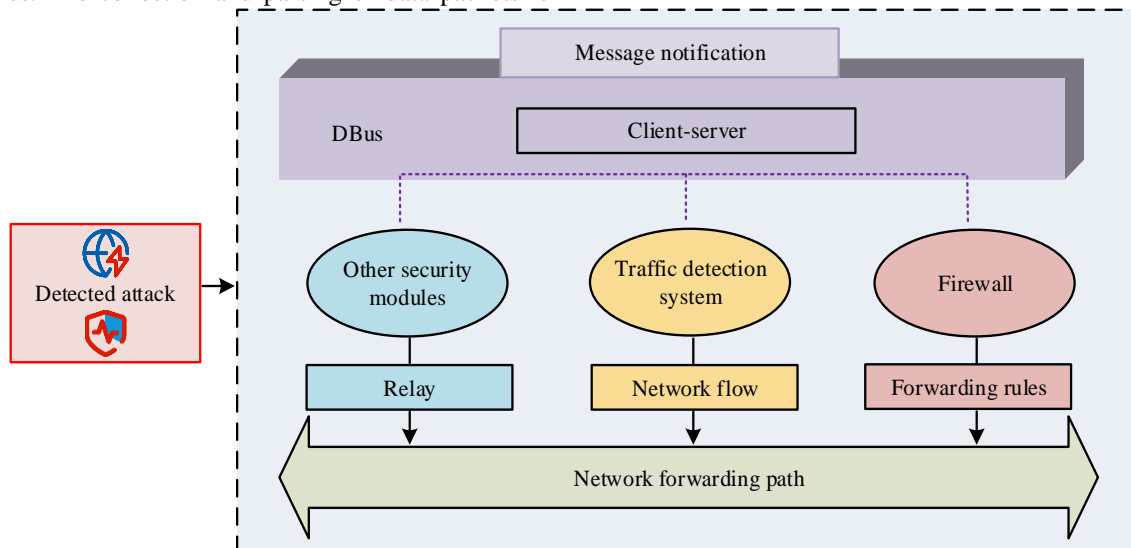 Message notification
DBus
Client-server
Detected attack
Other security
modules
Traffic detection
system
Firewall
Relay
Network flow
Forwarding rules
Network forwarding path